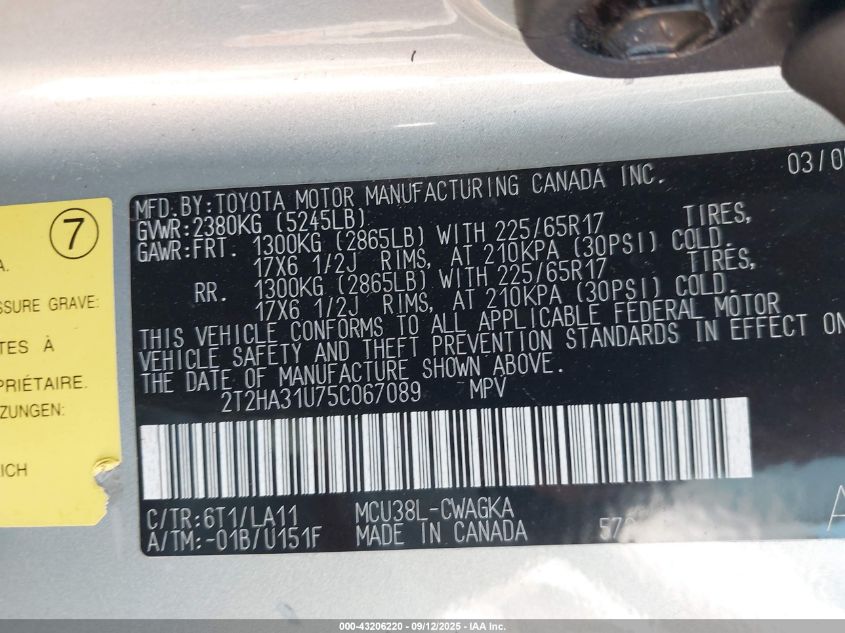 7
A.
SSURE GRAVE:
TES À
PRIÉTAIRE.
ZUNGEN:
ICH
03/0
MFD.BY:TOYOTA MOTOR MANUFACTURING CANADA INC.
GVWR:2380KG (5245LB)
GAWR:FRT. 1300KG (2865LB) WITH 225/65R17 TIRES,
17X6 1/2J RIMS, AT 210KPA (30PSI) COLD.
RR. 1300KG (2865LB) WITH 225/65R17 TIRES,
17X6 1/2J RIMS, AT 210KPA (30PSI) COLD.
THIS VEHICLE CONFORMS TO ALL APPLICABLE FEDERAL MOTOR
VEHICLE SAFETY AND THEFT PREVENTION STANDARDS IN EFFECT ON
THE DATE OF MANUFACTURE SHOWN ABOVE.
2T2HA31U75C067089 MPV
C/TR:6T1/LA11 MCU38L-CWAGKA
A/TM:-01B/U151F MADE IN CANADA
000-43206220 - 09/12/2025 - IAA Inc.